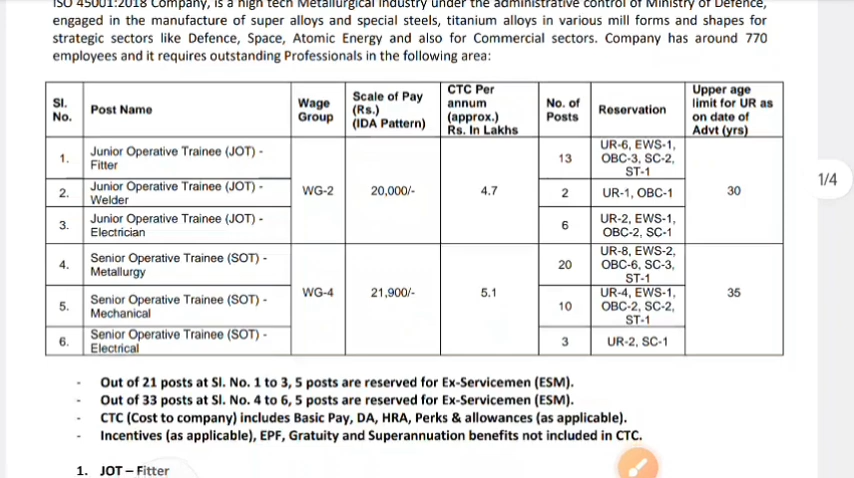 ISO 45001:2018 Company, is a high tech Metallurgical Industry under the administrative control of Ministry of Defence,
engaged in the manufacture of super alloys and special steels, titanium alloys in various mill forms and shapes for
strategic sectors like Defence, Space, Atomic Energy and also for Commercial sectors. Company has around 770
employees and it requires outstanding Professionals in the following area:
Sl. No. Post Name Wage Group Scale of Pay (Rs.) (IDA Pattern) CTC Per annum (approx.) Rs. In Lakhs No. of Posts Reservation Upper age limit for UR as on date of Advt (yrs)
1. Junior Operative Trainee (JOT) - Fitter 13 UR-6, EWS-1, OBC-3, SC-2, ST-1
2. Junior Operative Trainee (JOT) - Welder WG-2 20,000/- 4.7 2 UR-1, OBC-1 30
3. Junior Operative Trainee (JOT) - Electrician 6 UR-2, EWS-1, OBC-2, SC-1
4. Senior Operative Trainee (SOT) - Metallurgy 20 UR-8, EWS-2, OBC-6, SC-3, ST-1
5. Senior Operative Trainee (SOT) - Mechanical WG-4 21,900/- 5.1 10 UR-4, EWS-1, OBC-2, SC-2, ST-1 35
6. Senior Operative Trainee (SOT) - Electrical 3 UR-2, SC-1
1/4
- Out of 21 posts at Sl. No. 1 to 3, 5 posts are reserved for Ex-Servicemen (ESM).
- Out of 33 posts at Sl. No. 4 to 6, 5 posts are reserved for Ex-Servicemen (ESM).
- CTC (Cost to company) includes Basic Pay, DA, HRA, Perks & allowances (as applicable).
- Incentives (as applicable), EPF, Gratuity and Superannuation benefits not included in CTC.
1. JOT – Fitter